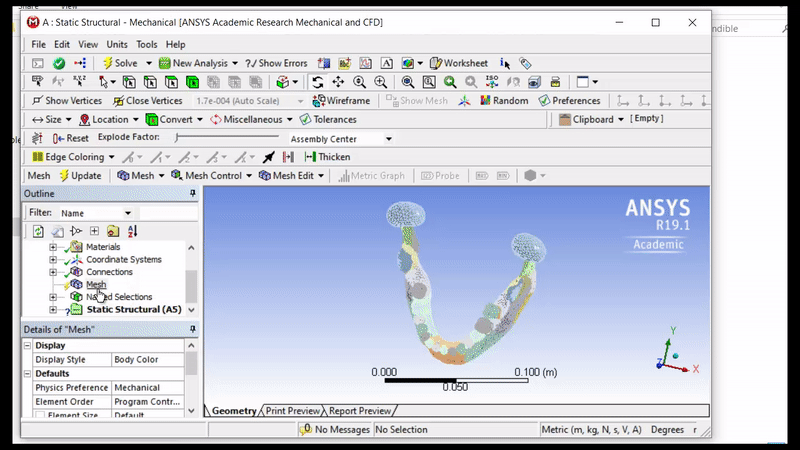 Share
View
A : Static Structural - Mechanical [ANSYS Academic Research Mechanical and CFD]
File Edit View Units Tools Help
Solve New Analysis ?/ Show Errors Worksheet
Show Vertices Close Vertices 1.7e-004 (Auto Scale) Wireframe Show Mesh Random Preferences
Size Location Convert Miscellaneous Tolerances Clipboard [ Empty ]
Reset Explode Factor: Assembly Center
Edge Coloring Thicken
Mesh Update Mesh Mesh Control Mesh Edit Metric Graph Probe
Outline
Filter: Name
Materials
Coordinate Systems
Connections
Mesh
Named Selections
Static Structural (A5)
Details of "Mesh"
Display
Display Style Body Color
Defaults
Physics Preference Mechanical
Element Order Program Contr...
Element Size Default
ANSYS
R19.1
Academic
0.000 0.100 (m)
0.050
Y
Z X
Geometry Print Preview Report Preview
0 No Messages No Selection Metric (m, kg, N, s, V, A) Degrees r
ndible